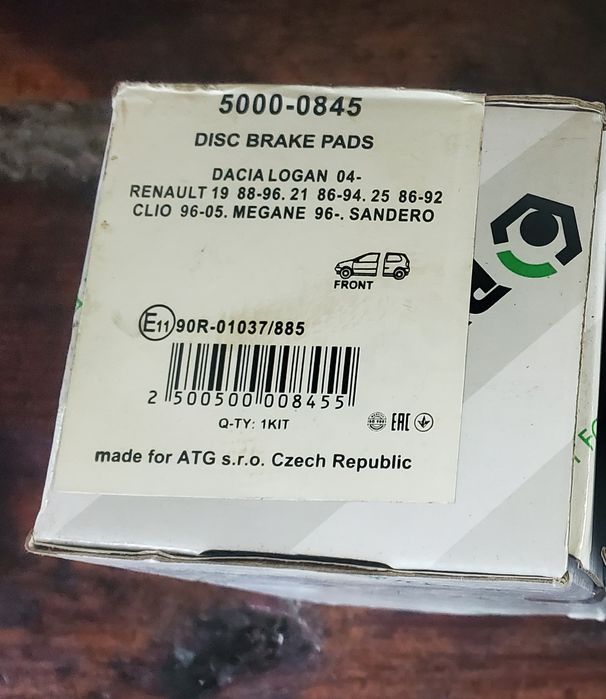 5000-0845
DISC BRAKE PADS
DACIA LOGAN 04-
RENAULT 19 88-96. 21 86-94. 25 86-92
CLIO 96-05. MEGANE 96-. SANDERO
FRONT
E11 90R-01037/885
2 500500 008455
Q-TY: 1KIT
EAC
made for ATG s.r.o. Czech Republic